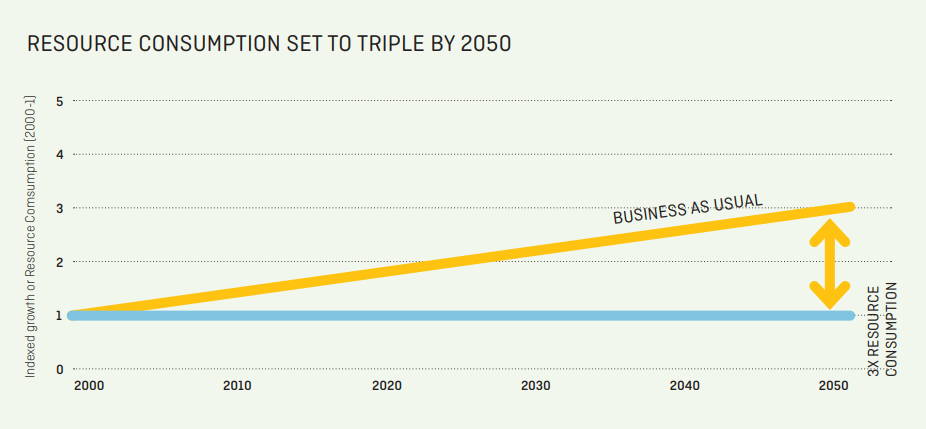 RESOURCE CONSUMPTION SET TO TRIPLE BY 2050
Indexed growth or Resource Comsumption [2000-1]
5
4
3
2
1
0
BUSINESS AS USUAL
3X RESOURCE
CONSUMPTION
2000 2010 2020 2030 2040 2050